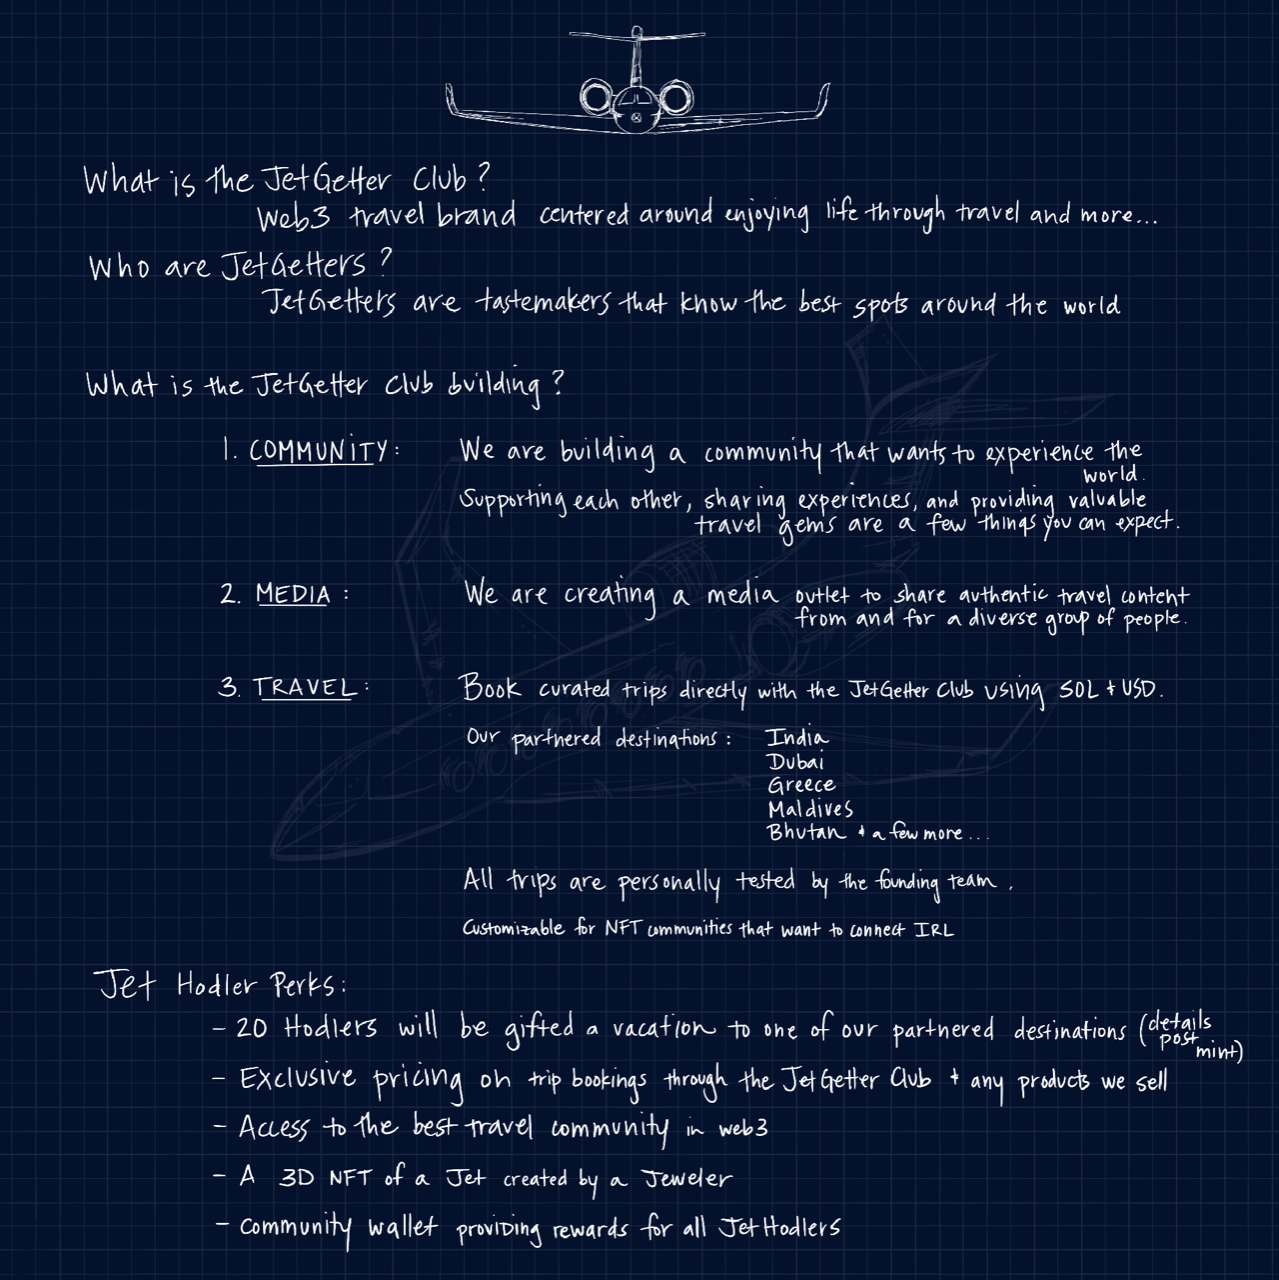 What is the JetGetter Club?
Web3 travel brand centered around enjoying life through travel and more...
Who are JetGetters?
JetGetters are tastemakers that know the best spots around the world
What is the JetGetter Club building?
1. COMMUNITY: We are building a community that wants to experience the
world.
Supporting each other, sharing experiences, and providing valuable
travel gems are a few things you can expect.
2. MEDIA: We are creating a media outlet to share authentic travel content
from and for a diverse group of people.
3. TRAVEL: Book curated trips directly with the JetGetter Club using SOL + USD.
Our partnered destinations: India
Dubai
Greece
Maldives
Bhutan + a few more...
All trips are personally tested by the founding team.
Customizable for NFT communities that want to connect IRL
Jet Hodler Perks:
- 20 Hodlers will be gifted a vacation to one of our partnered destinations (details
post
mint)
- Exclusive pricing on trip bookings through the JetGetter Club + any products we sell
- Access to the best travel community in web3
- A 3D NFT of a Jet created by a Jeweler
- Community wallet providing rewards for all JetHodlers